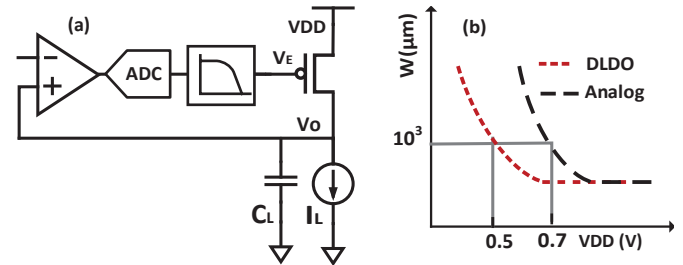 (a)
VDD
−
+
ADC
VE
Vo
CL
IL
(b)
W(μm)
DLDO
Analog
10³
0.5
0.7
VDD (V)